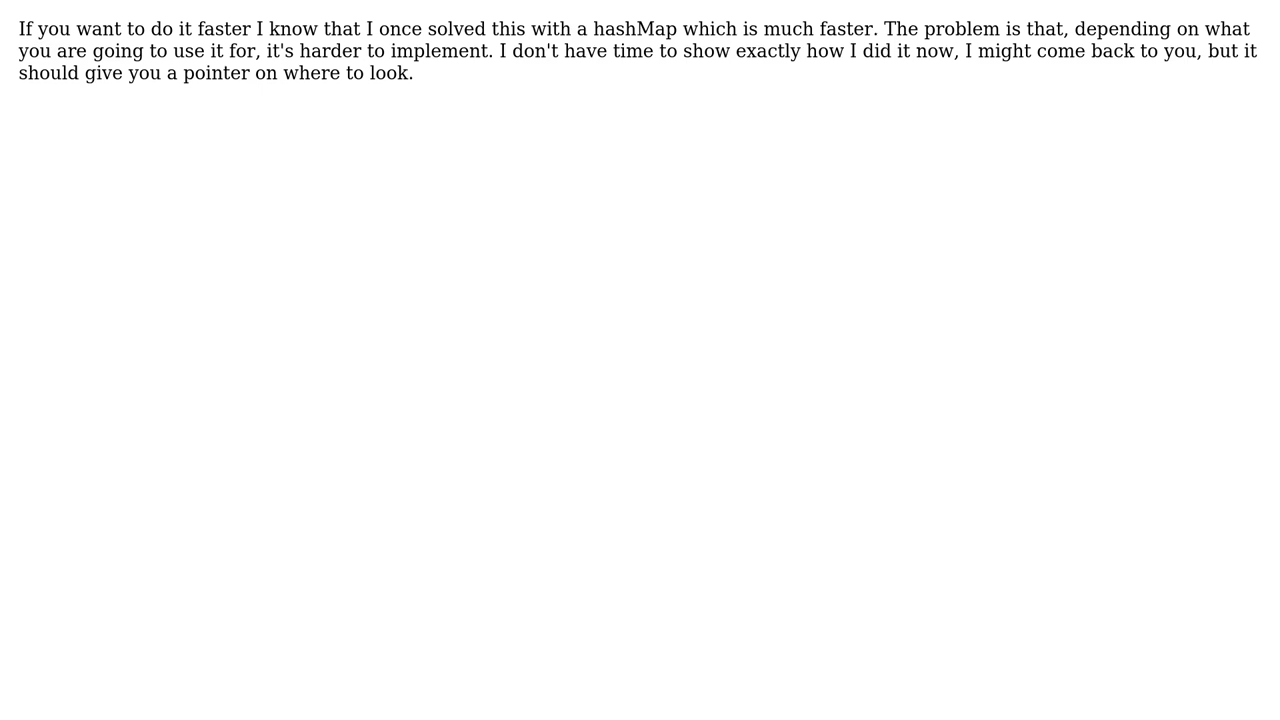 If you want to do it faster I know that I once solved this with a hashMap which is much faster. The problem is that, depending on what
you are going to use it for, it's harder to implement. I don't have time to show exactly how I did it now, I might come back to you, but it
should give you a pointer on where to look.